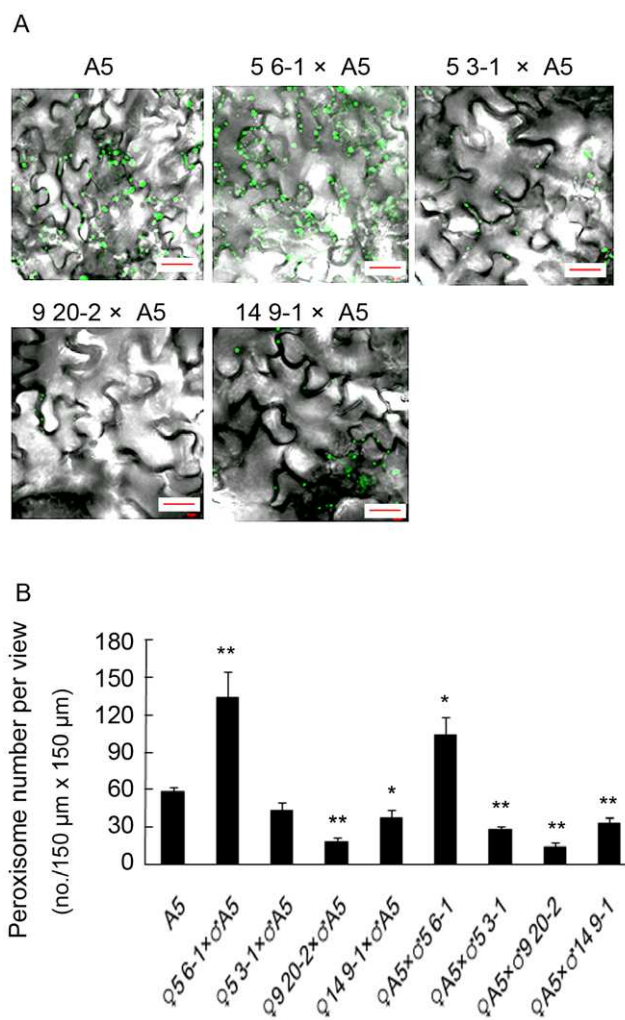 A
A5
5 6-1 × A5
5 3-1 × A5
9 20-2 × A5
14 9-1 × A5
B
Peroxisome number per view
(no./150 µm x 150 µm)
180
150
120
90
60
30
0
**
**
*
*
**
**
**
A5
♀5 6-1×♂A5
♀5 3-1×♂A5
♀9 20-2×♂A5
♀14 9-1×♂A5
♀A5×♂5 6-1
♀A5×♂5 3-1
♀A5×♂9 20-2
♀A5×♂14 9-1